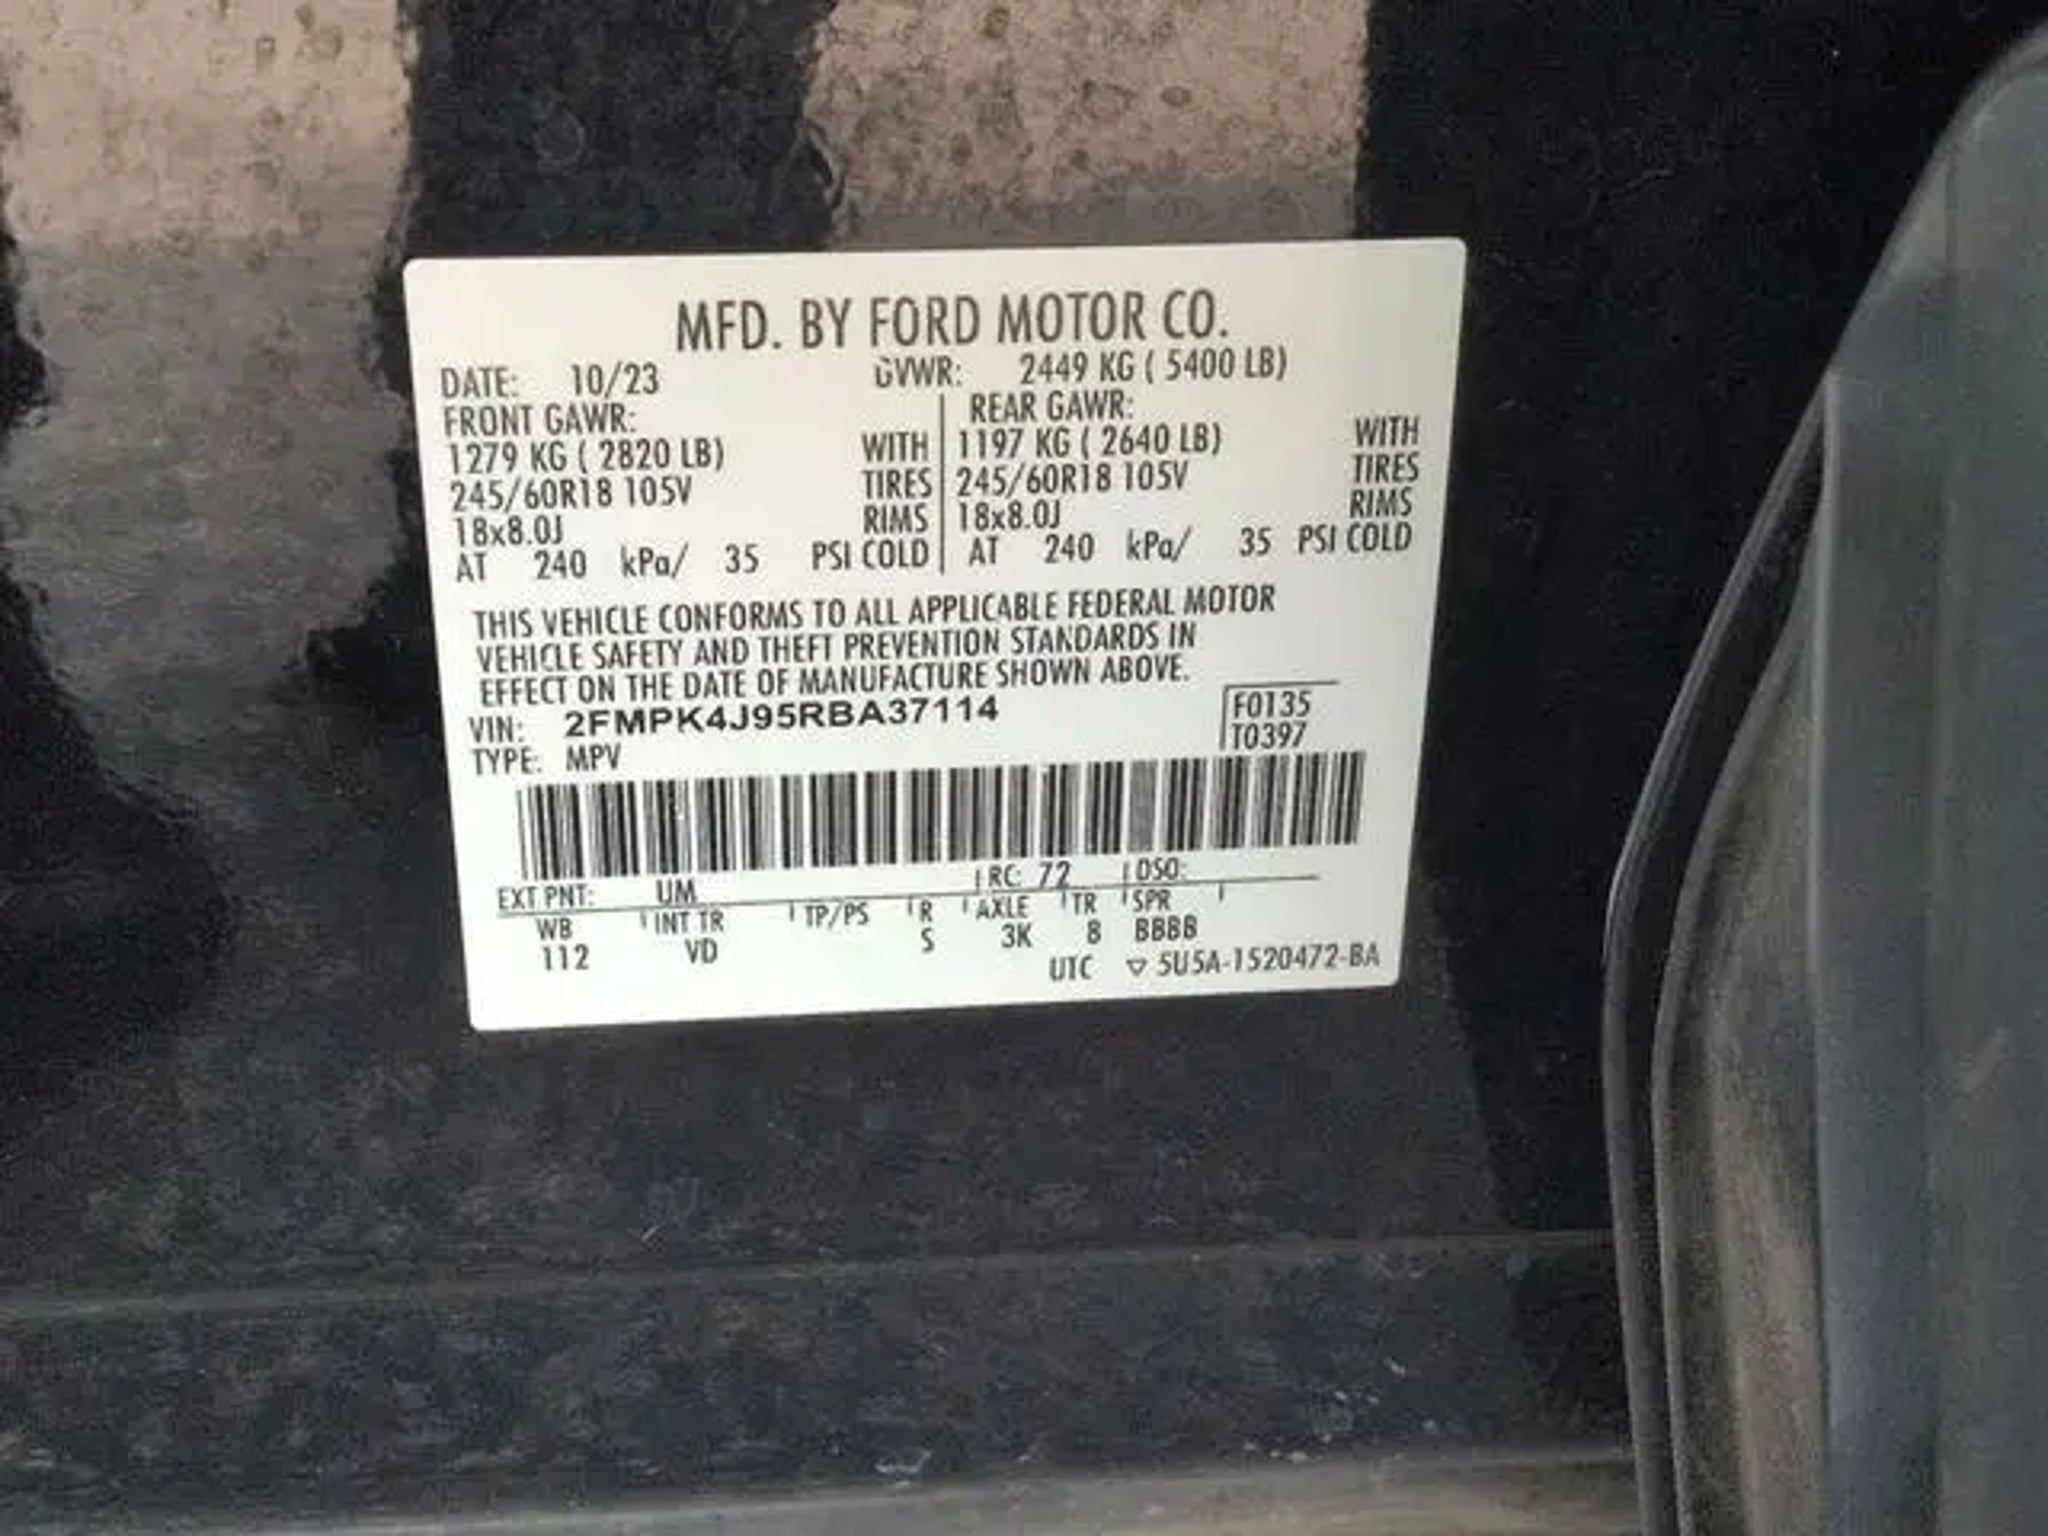 MFD. BY FORD MOTOR CO.
DATE: 10/23 GVWR: 2449 KG ( 5400 LB)
FRONT GAWR: REAR GAWR:
1279 KG ( 2820 LB) WITH 1197 KG ( 2640 LB) WITH
245/60R18 105V TIRES 245/60R18 105V TIRES
18x8.0J RIMS 18x8.0J RIMS
AT 240 kPa/ 35 PSI COLD AT 240 kPa/ 35 PSI COLD
THIS VEHICLE CONFORMS TO ALL APPLICABLE FEDERAL MOTOR
VEHICLE SAFETY AND THEFT PREVENTION STANDARDS IN
EFFECT ON THE DATE OF MANUFACTURE SHOWN ABOVE.
VIN: 2FMPK4J95RBA37114 F0135
TYPE: MPV T0397
EXT PNT: UM RC: 72 DSO:
WB INT TR TP/PS R AXLE TR SPR
112 VD S 3K 8 BBBB
UTC ▽ 5U5A-1520472-BA